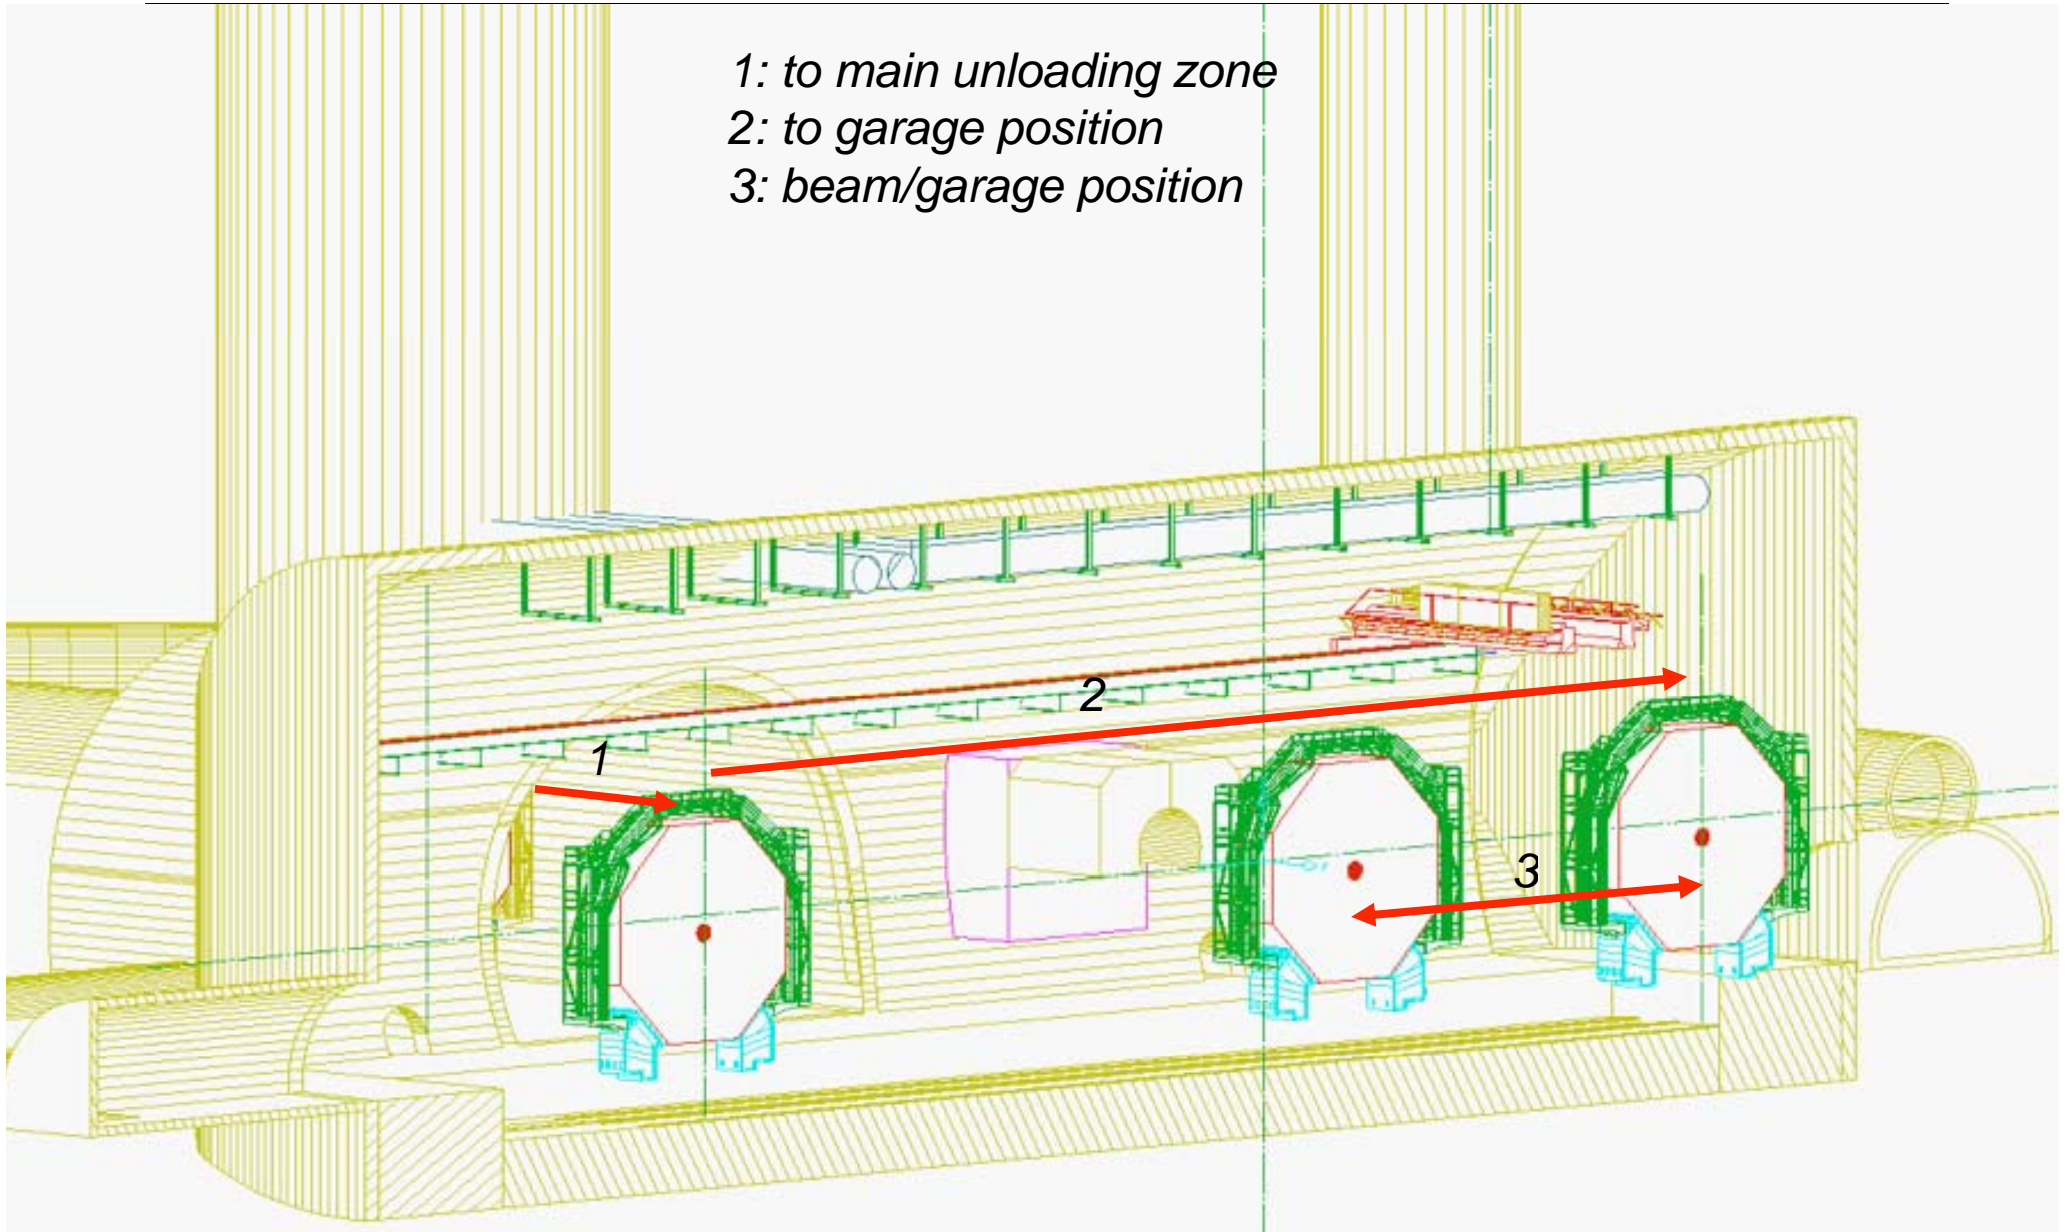 1: to main unloading zone
2: to garage position
3: beam/garage position
2
1
3